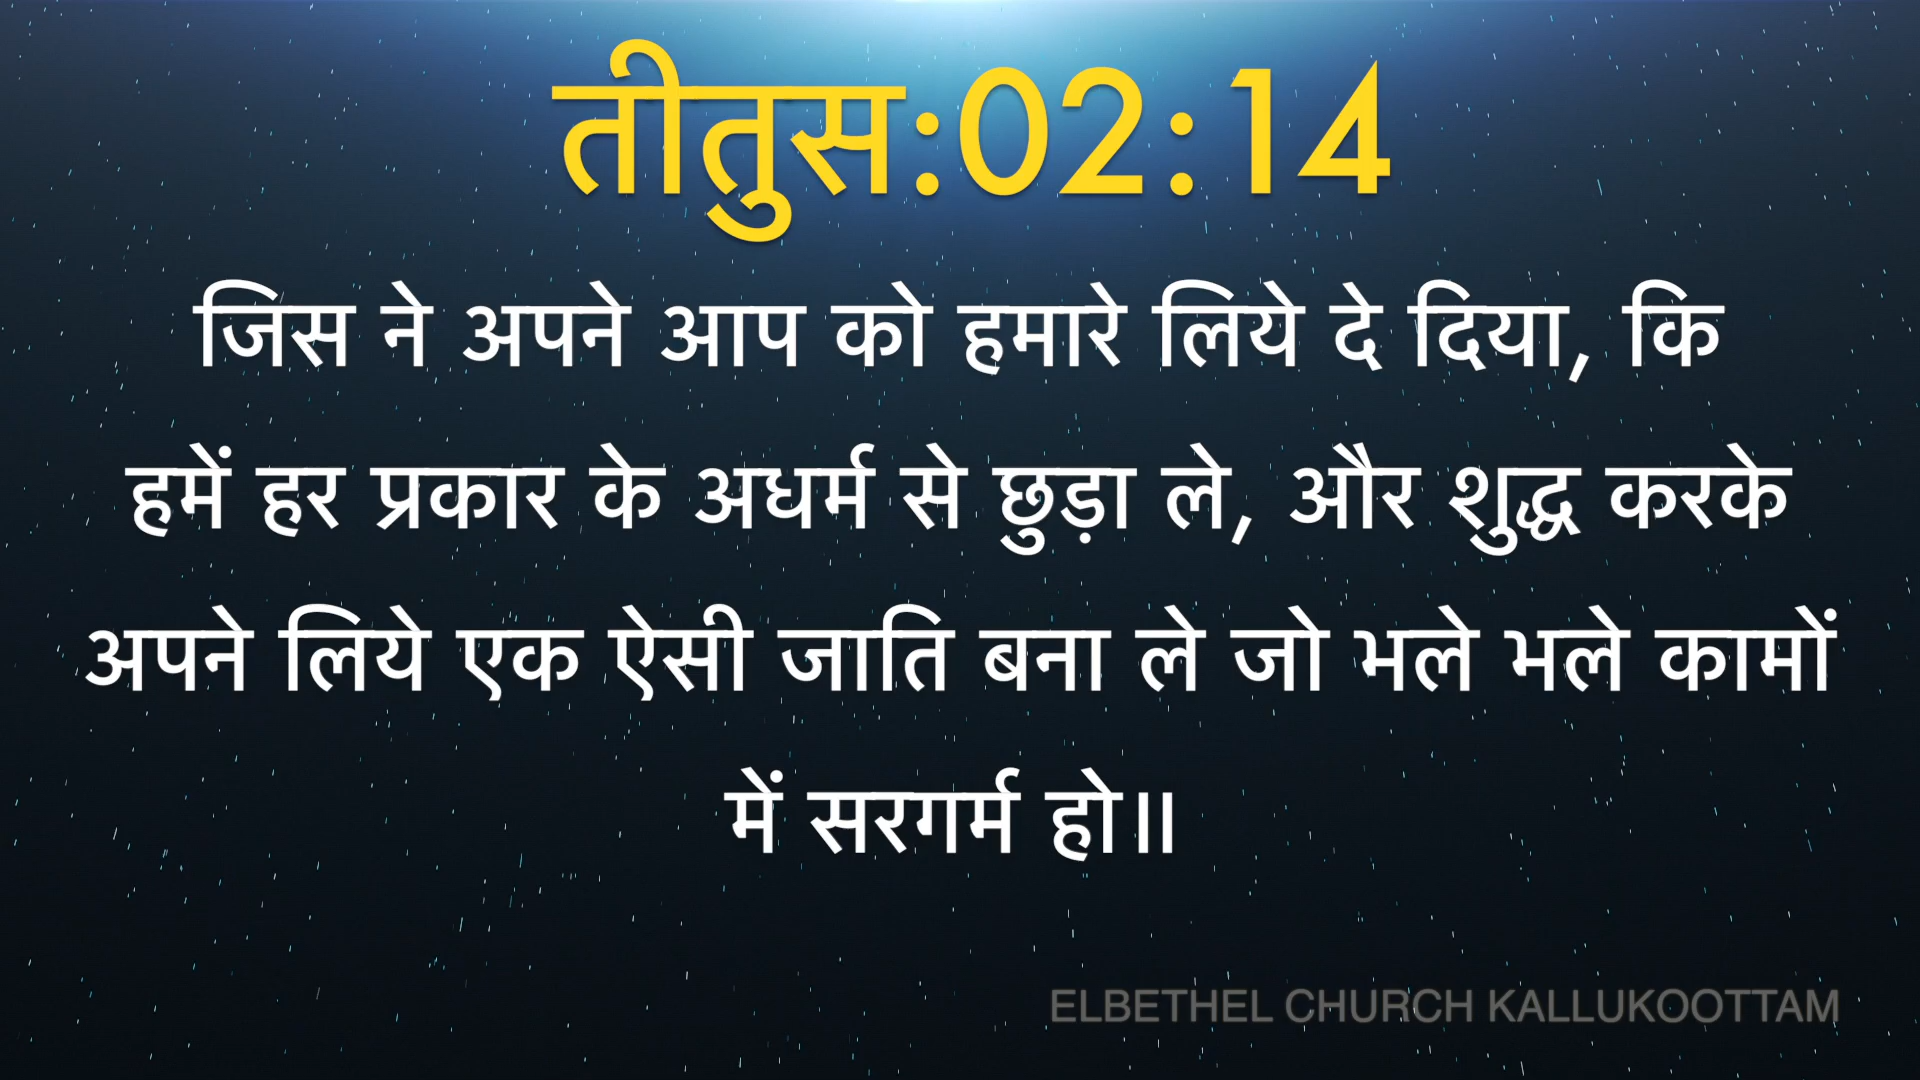 तीतुस:02:14
जिस ने अपने आप को हमारे लिये दे दिया, कि
हमें हर प्रकार के अधर्म से छुड़ा ले, और शुद्ध करके
अपने लिये एक ऐसी जाति बना ले जो भले भले कामों
में सरगर्म हो॥
ELBETHEL CHURCH KALLUKOOTTAM